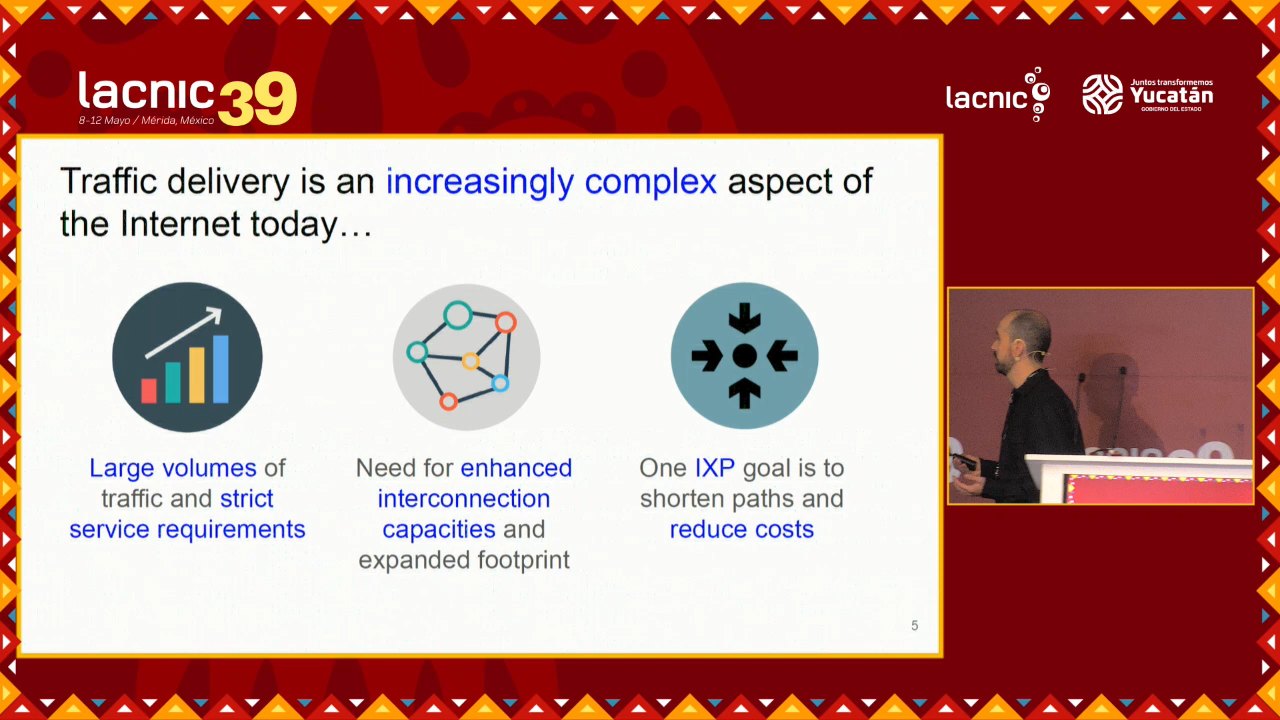 lacnic 39
8-12 Mayo / Mérida, México
lacnic
Juntos transformemos
Yucatán
GOBIERNO DEL ESTADO
Traffic delivery is an increasingly complex aspect of
the Internet today…
Large volumes of
traffic and strict
service requirements
Need for enhanced
interconnection
capacities and
expanded footprint
One IXP goal is to
shorten paths and
reduce costs
5